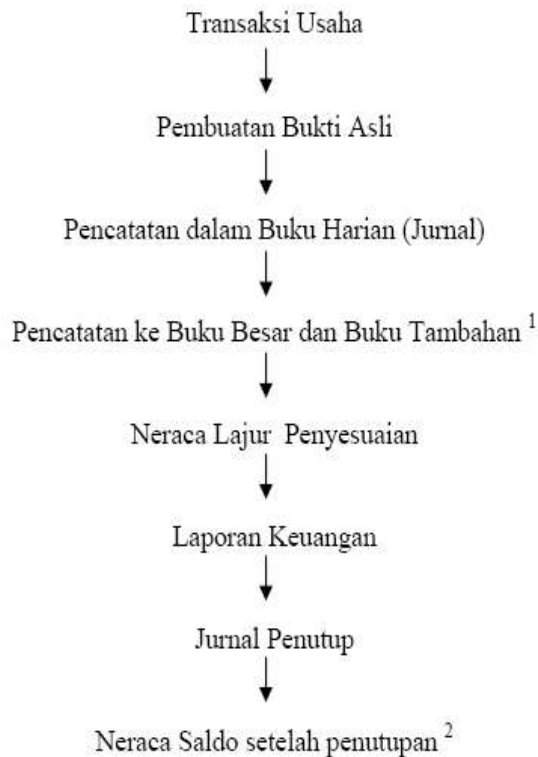 Transaksi Usaha
Pembuatan Bukti Asli
Pencatatan dalam Buku Harian (Jurnal)
Pencatatan ke Buku Besar dan Buku Tambahan ¹
Neraca Lajur Penyesuaian
Laporan Keuangan
Jurnal Penutup
Neraca Saldo setelah penutupan ²